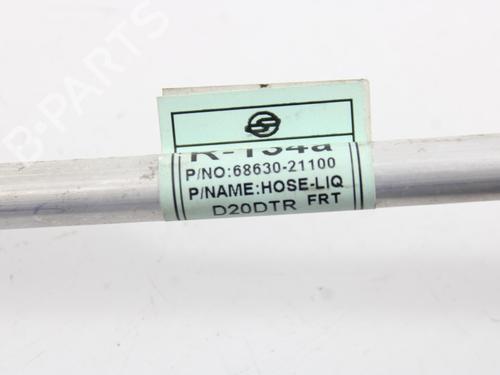 B-PARTS
R-134a
P/NO:68630-21100
P/NAME:HOSE-LIQ
D20DTR FRT